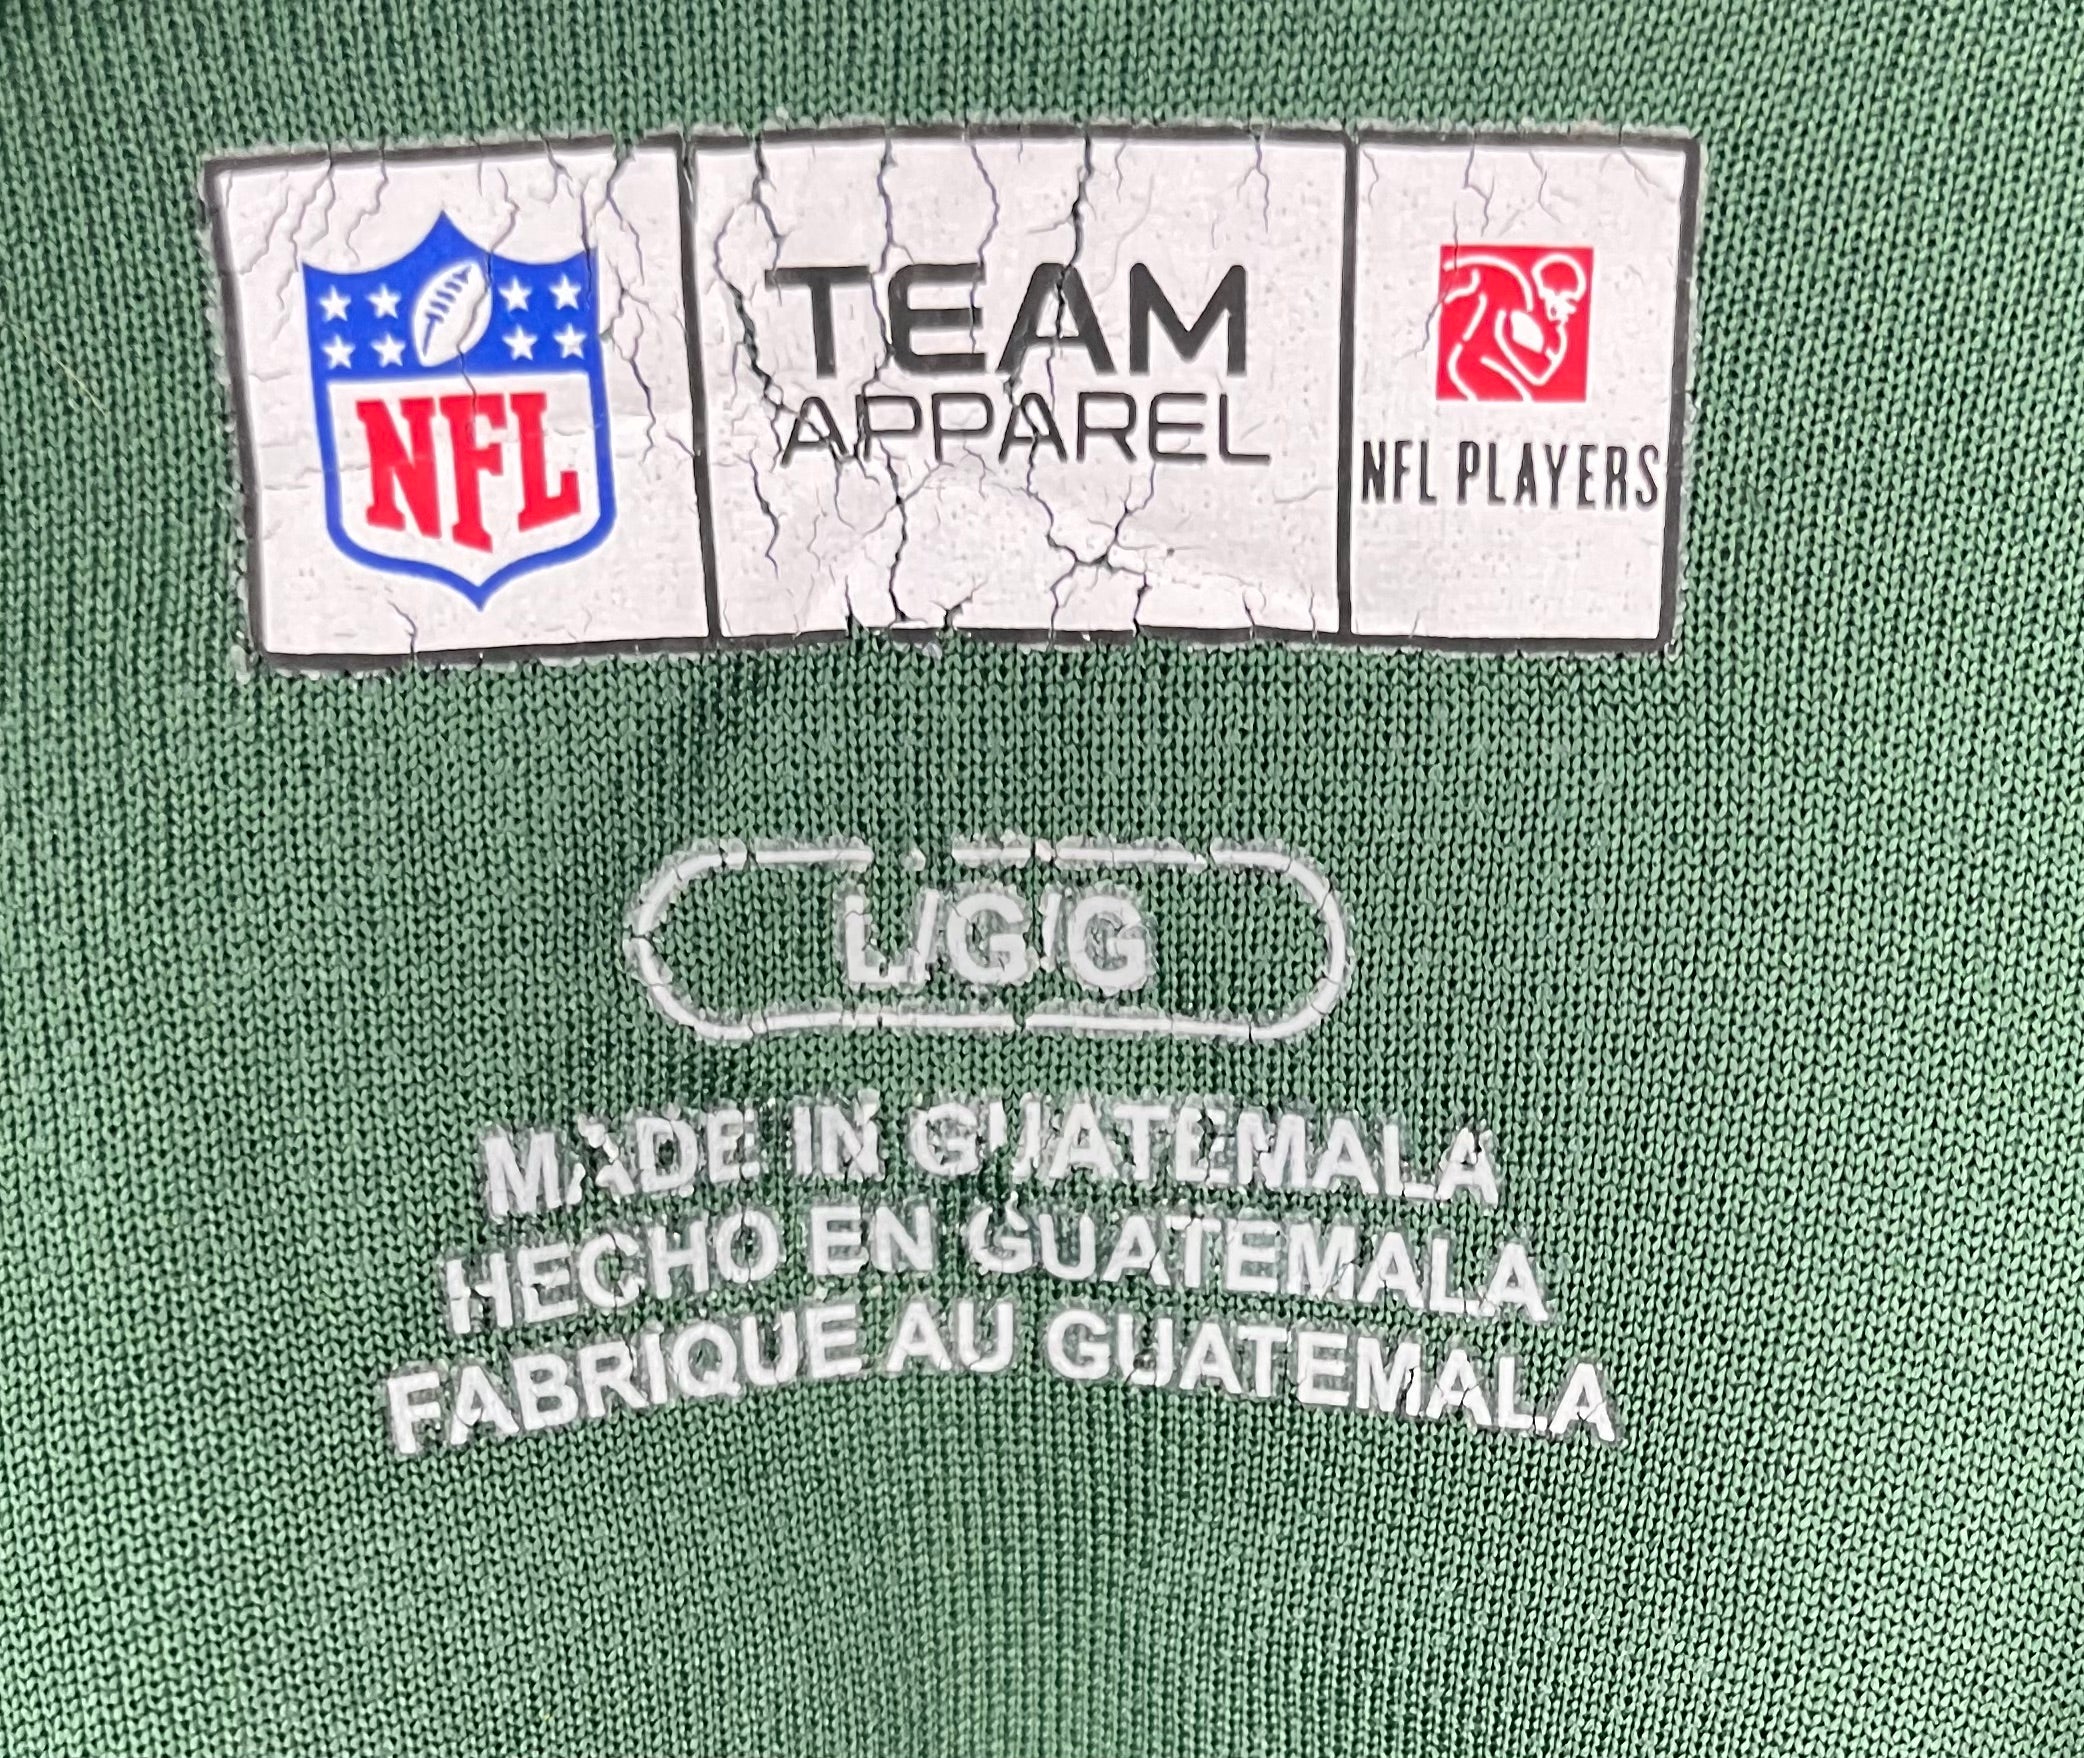 NFL
TEAM
APPAREL
NFL PLAYERS
L/G/G
MADE IN GUATEMALA
HECHO EN GUATEMALA
FABRIQUE AU GUATEMALA